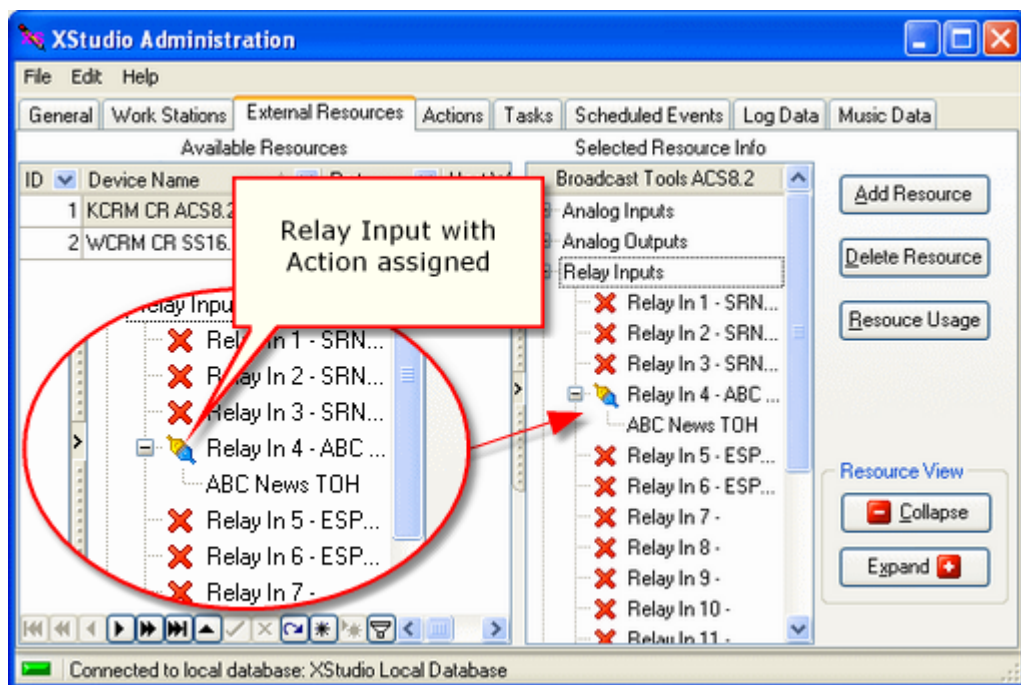 XStudio Administration
File Edit Help
General Work Stations External Resources Actions Tasks Scheduled Events Log Data Music Data
Available Resources
ID Device Name
1 KCRM CR ACS8.2
2 WCRM CR SS16.
Relay Input with
Action assigned
Relay In 1 - SRN...
Relay In 2 - SRN...
Relay In 3 - SRN...
Relay In 4 - ABC ...
ABC News TOH
Relay In 5 - ESP...
Relay In 6 - ESP...
Relay In 7 -
Selected Resource Info
Broadcast Tools ACS8.2
Analog Inputs
Analog Outputs
Relay Inputs
Relay In 1 - SRN...
Relay In 2 - SRN...
Relay In 3 - SRN...
Relay In 4 - ABC ...
ABC News TOH
Relay In 5 - ESP...
Relay In 6 - ESP...
Relay In 7 -
Relay In 8 -
Relay In 9 -
Relay In 10 -
Relay In 11 -
Add Resource
Delete Resource
Resouce Usage
Resource View
Collapse
Expand
Connected to local database: XStudio Local Database